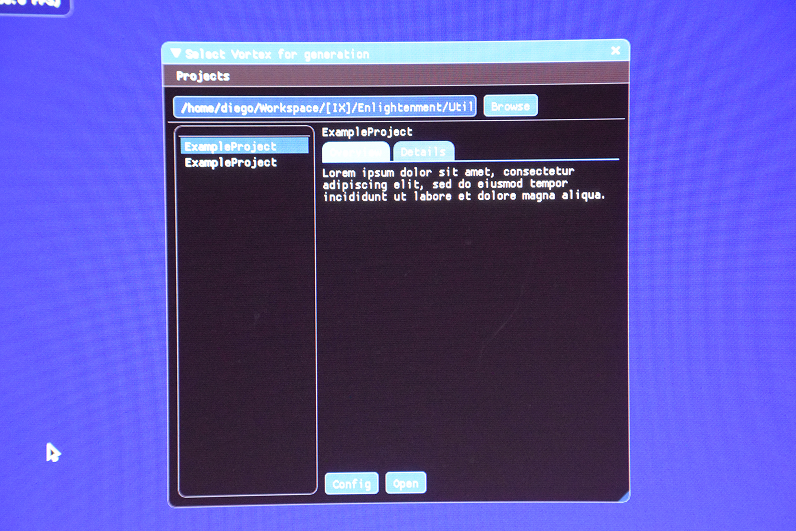 Select Vortex for generation
Projects
/home/diego/Workspace/[IX]/Enlightenment/Util
Browse
ExampleProject
ExampleProject
ExampleProject
Details
Lorem ipsum dolor sit amet, consectetur
adipiscing elit, sed do eiusmod tempor
incididunt ut labore et dolore magna aliqua.
Config
Open